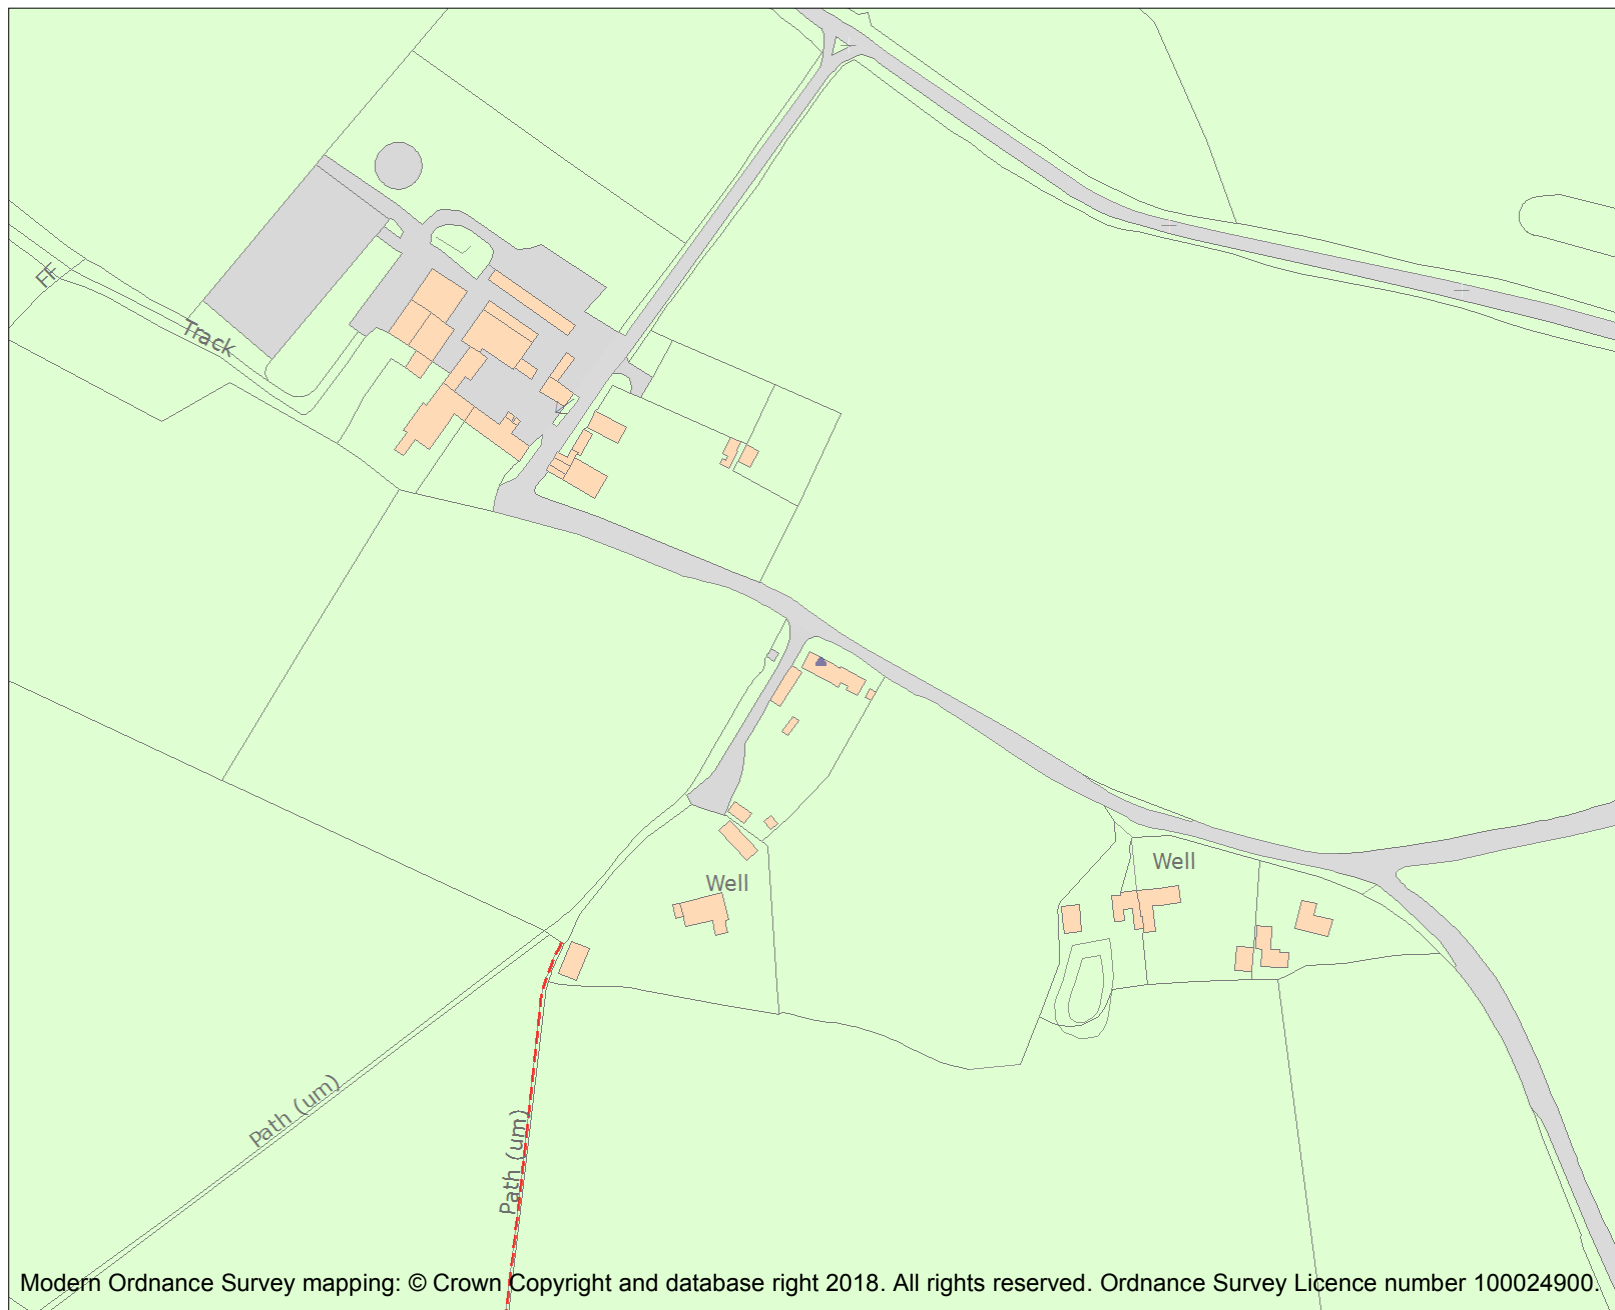 FF
Track
Well
Well
Path (um)
Path (um)
Modern Ordnance Survey mapping: © Crown Copyright and database right 2018. All rights reserved. Ordnance Survey Licence number 100024900.